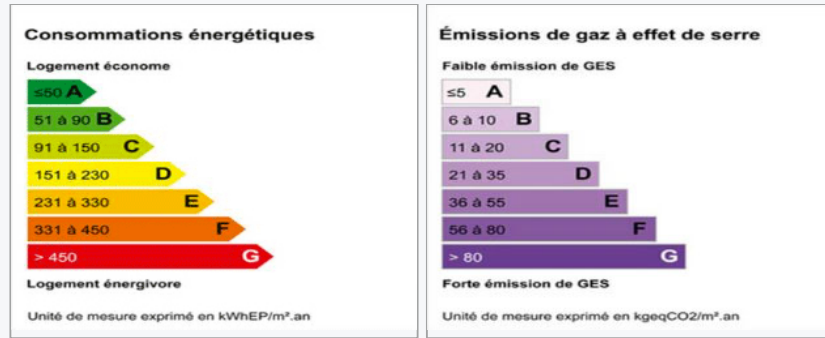 Consommations énergétiques
Logement économe
≤50 A
51 à 90 B
91 à 150 C
151 à 230 D
231 à 330 E
331 à 450 F
> 450 G
Logement énergivore
Unité de mesure exprimé en kWhEP/m².an
Émissions de gaz à effet de serre
Faible émission de GES
≤5 A
6 à 10 B
11 à 20 C
21 à 35 D
36 à 55 E
56 à 80 F
> 80 G
Forte émission de GES
Unité de mesure exprimé en kgeqCO2/m².an